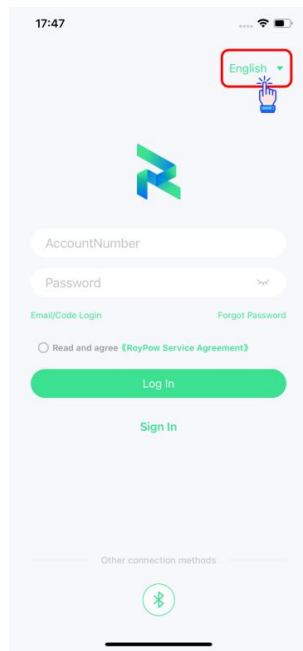 17:47
English
AccountNumber
Password
Email/Code Login Forgot Password
Read and agree 《RoyPow Service Agreement》
Log In
Sign In
Other connection methods